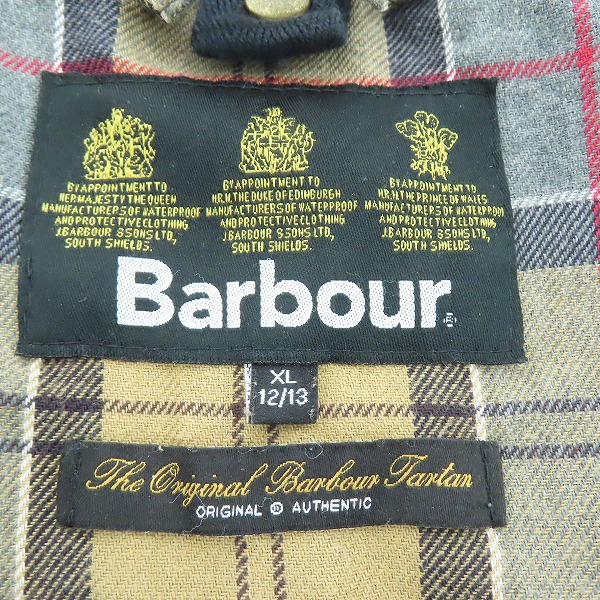 BY APPOINTMENT TO
HER MAJESTY THE QUEEN
MANUFACTURERS OF WATERPROOF
AND PROTECTIVE CLOTHING
J.BARBOUR & SONS LTD,
SOUTH SHIELDS.
BY APPOINTMENT TO
H.R.H. THE DUKE OF EDINBURGH
MANUFACTURERS OF WATERPROOF
AND PROTECTIVE CLOTHING
J.BARBOUR & SONS LTD,
SOUTH SHIELDS.
BY APPOINTMENT TO
H.R.H. THE PRINCE OF WALES
MANUFACTURERS OF WATERPROOF
AND PROTECTIVE CLOTHING
J.BARBOUR & SONS LTD,
SOUTH SHIELDS.
Barbour®
XL
12/13
The Original Barbour Tartan
ORIGINAL AUTHENTIC